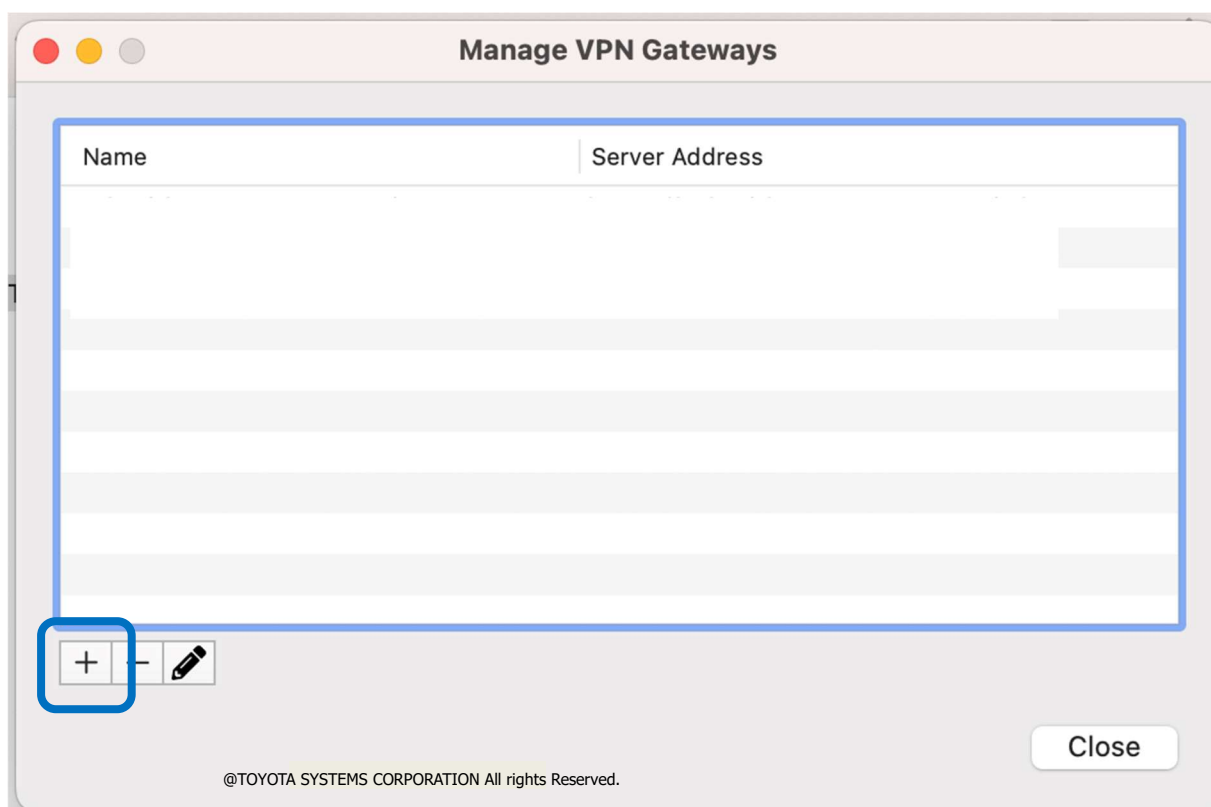 Manage VPN Gateways
Name
Server Address
+ -
Close
@TOYOTA SYSTEMS CORPORATION All rights Reserved.